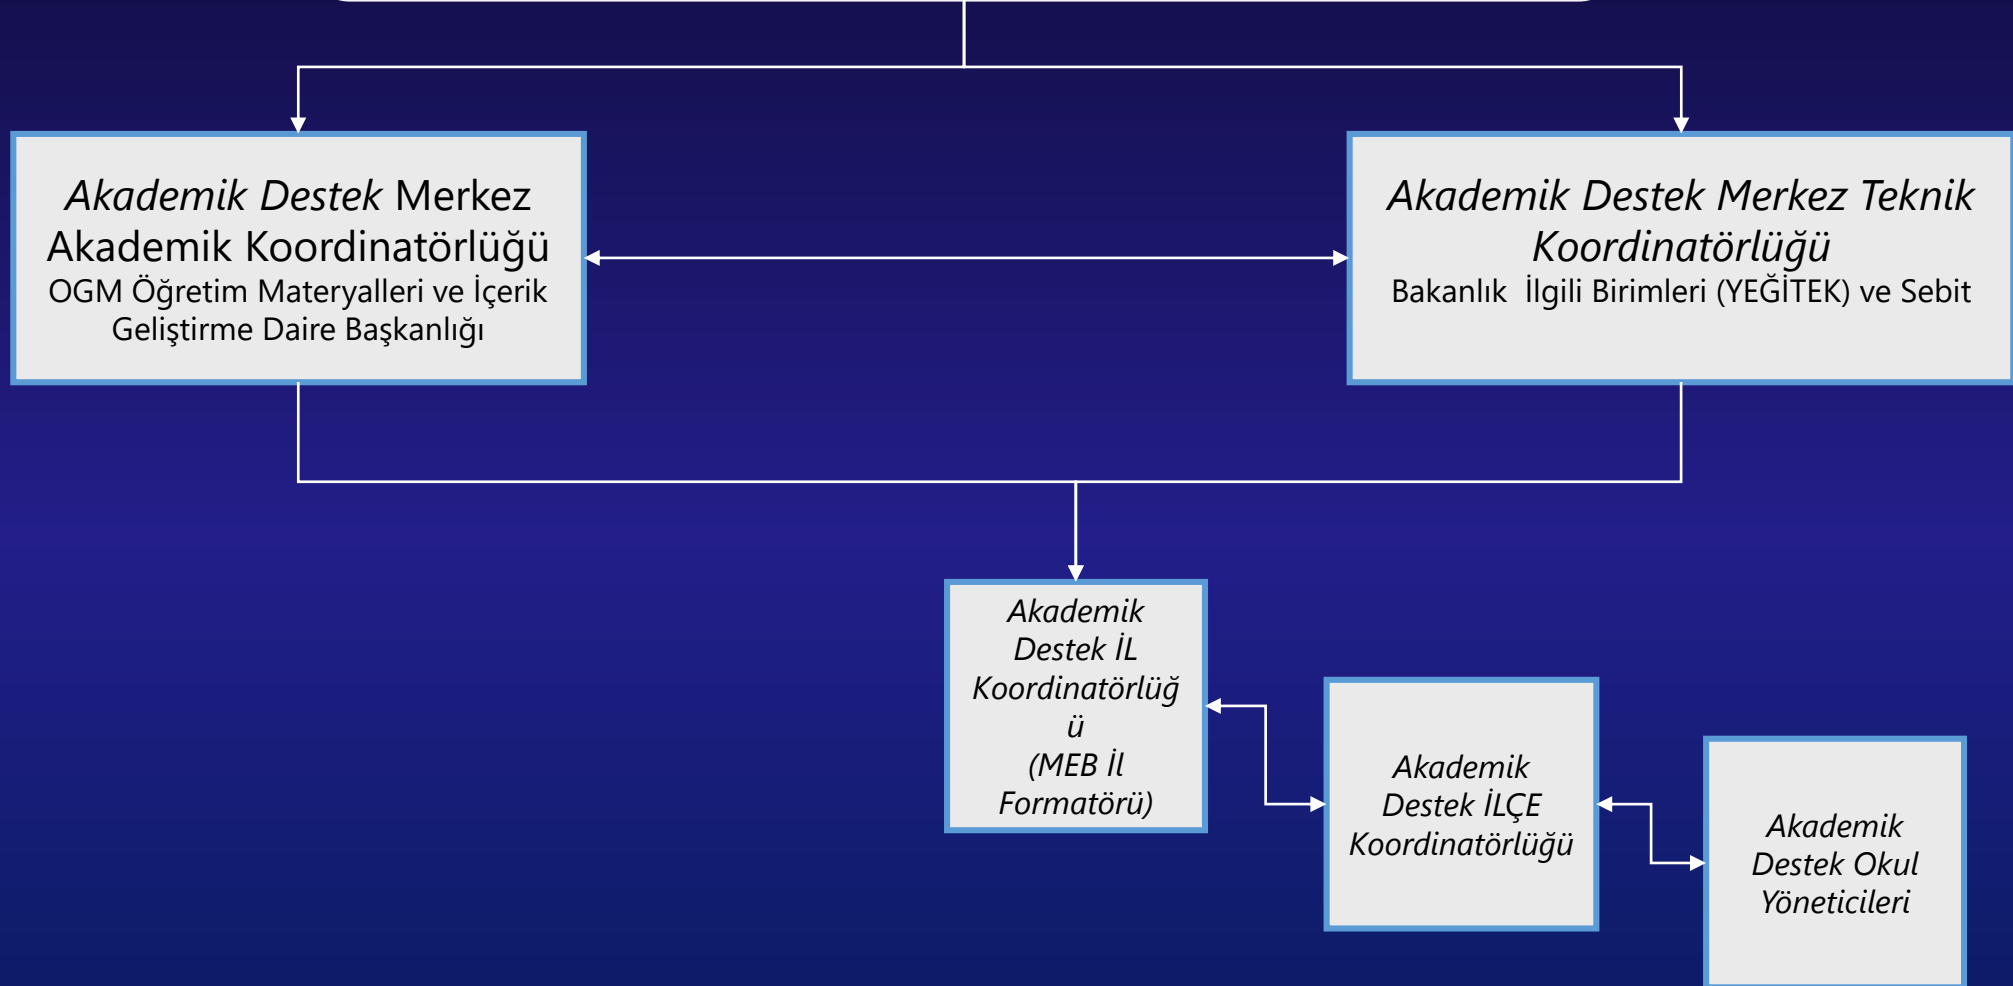 Akademik Destek Merkez
Akademik Koordinatörlüğü
OGM Öğretim Materyalleri ve İçerik
Geliştirme Daire Başkanlığı
Akademik Destek Merkez Teknik
Koordinatörlüğü
Bakanlık İlgili Birimleri (YEĞİTEK) ve Sebit
Akademik
Destek İL
Koordinatörlüğ
ü
(MEB İl
Formatörü)
Akademik
Destek İLÇE
Koordinatörlüğü
Akademik
Destek Okul
Yöneticileri